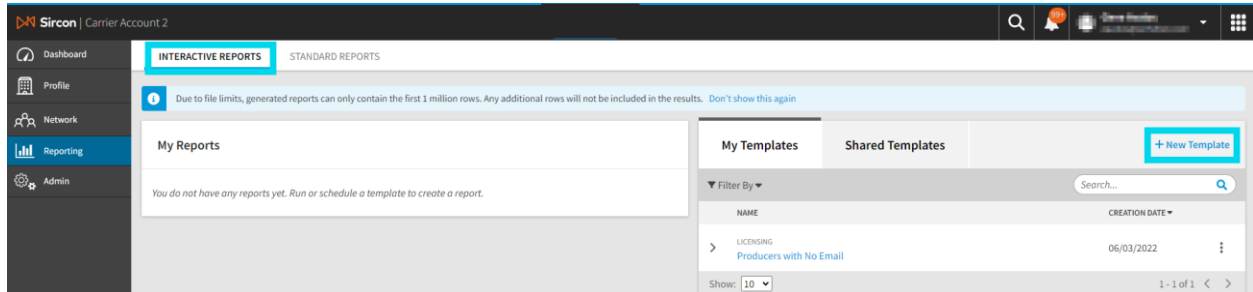 Sircon | Carrier Account 2
99+
Dashboard
Profile
Network
Reporting
Admin
INTERACTIVE REPORTS
STANDARD REPORTS
Due to file limits, generated reports can only contain the first 1 million rows. Any additional rows will not be included in the results. Don't show this again
My Reports
You do not have any reports yet. Run or schedule a template to create a report.
My Templates
Shared Templates
+ New Template
Filter By
Search...
NAME
CREATION DATE
LICENSING
Producers with No Email
06/03/2022
Show: 10
1 - 1 of 1